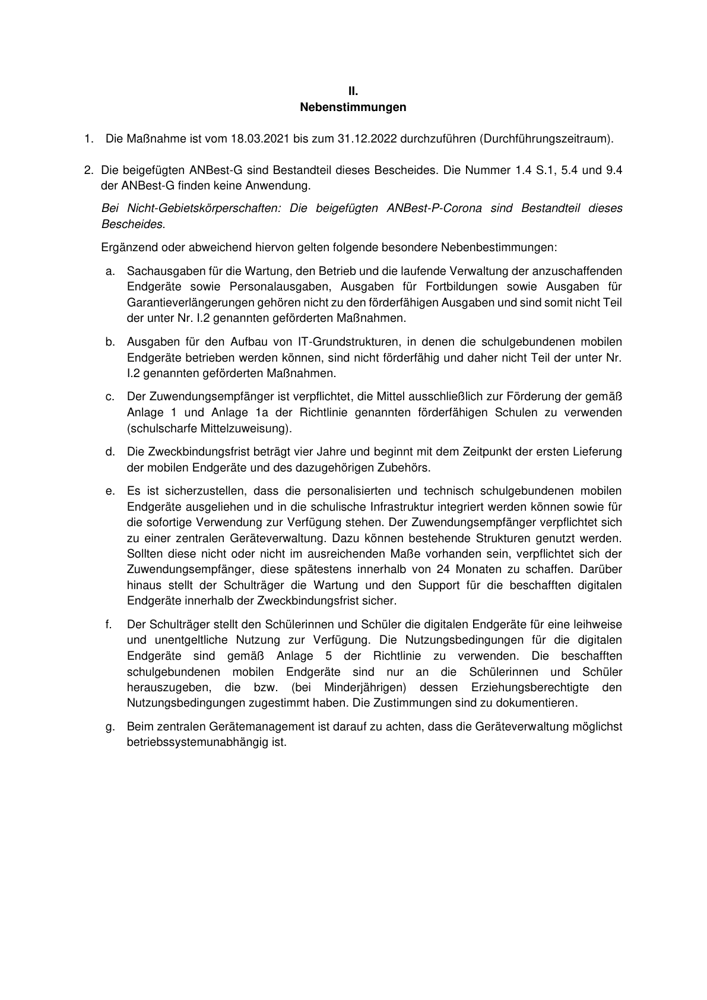 II.
Nebenstimmungen
1. Die Maßnahme ist vom 18.03.2021 bis zum 31.12.2022 durchzuführen (Durchführungszeitraum).
2. Die beigefügten ANBest-G sind Bestandteil dieses Bescheides. Die Nummer 1.4 S.1, 5.4 und 9.4
der ANBest-G finden keine Anwendung.
Bei Nicht-Gebietskörperschaften: Die beigefügten ANBest-P-Corona sind Bestandteil dieses
Bescheides.
Ergänzend oder abweichend hiervon gelten folgende besondere Nebenbestimmungen:
a. Sachausgaben für die Wartung, den Betrieb und die laufende Verwaltung der anzuschaffenden
Endgeräte sowie Personalausgaben, Ausgaben für Fortbildungen sowie Ausgaben für
Garantieverlängerungen gehören nicht zu den förderfähigen Ausgaben und sind somit nicht Teil
der unter Nr. I.2 genannten geförderten Maßnahmen.
b. Ausgaben für den Aufbau von IT-Grundstrukturen, in denen die schulgebundenen mobilen
Endgeräte betrieben werden können, sind nicht förderfähig und daher nicht Teil der unter Nr.
I.2 genannten geförderten Maßnahmen.
c. Der Zuwendungsempfänger ist verpflichtet, die Mittel ausschließlich zur Förderung der gemäß
Anlage 1 und Anlage 1a der Richtlinie genannten förderfähigen Schulen zu verwenden
(schulscharfe Mittelzuweisung).
d. Die Zweckbindungsfrist beträgt vier Jahre und beginnt mit dem Zeitpunkt der ersten Lieferung
der mobilen Endgeräte und des dazugehörigen Zubehörs.
e. Es ist sicherzustellen, dass die personalisierten und technisch schulgebundenen mobilen
Endgeräte ausgeliehen und in die schulische Infrastruktur integriert werden können sowie für
die sofortige Verwendung zur Verfügung stehen. Der Zuwendungsempfänger verpflichtet sich
zu einer zentralen Geräteverwaltung. Dazu können bestehende Strukturen genutzt werden.
Sollten diese nicht oder nicht im ausreichenden Maße vorhanden sein, verpflichtet sich der
Zuwendungsempfänger, diese spätestens innerhalb von 24 Monaten zu schaffen. Darüber
hinaus stellt der Schulträger die Wartung und den Support für die beschafften digitalen
Endgeräte innerhalb der Zweckbindungsfrist sicher.
f. Der Schulträger stellt den Schülerinnen und Schüler die digitalen Endgeräte für eine leihweise
und unentgeltliche Nutzung zur Verfügung. Die Nutzungsbedingungen für die digitalen
Endgeräte sind gemäß Anlage 5 der Richtlinie zu verwenden. Die beschafften
schulgebundenen mobilen Endgeräte sind nur an die Schülerinnen und Schüler
herauszugeben, die bzw. (bei Minderjährigen) dessen Erziehungsberechtigte den
Nutzungsbedingungen zugestimmt haben. Die Zustimmungen sind zu dokumentieren.
g. Beim zentralen Gerätemanagement ist darauf zu achten, dass die Geräteverwaltung möglichst
betriebssystemunabhängig ist.